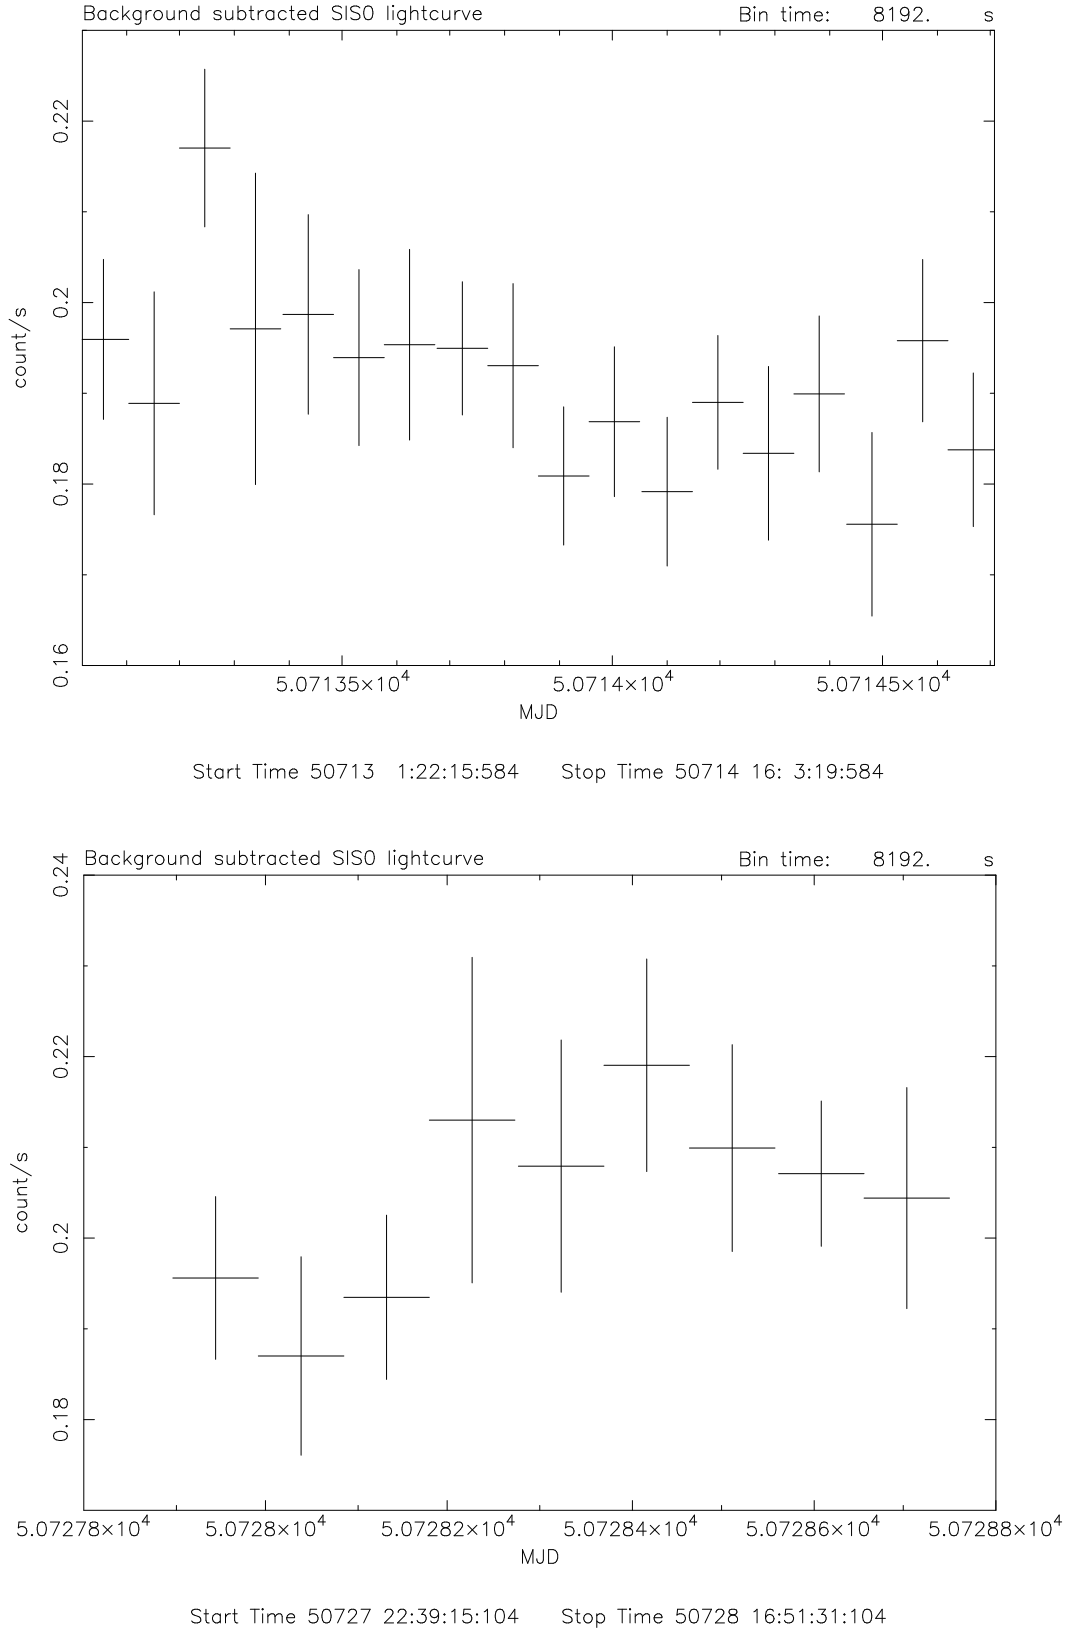 Background subtracted SIS0 lightcurve Bin time: 8192. s
0.22
0.2
0.18
0.16
count/s
5.07135×10⁴ 5.0714×10⁴ 5.07145×10⁴
MJD
Start Time 50713 1:22:15:584 Stop Time 50714 16: 3:19:584
Background subtracted SIS0 lightcurve Bin time: 8192. s
0.24
0.22
0.2
0.18
count/s
5.07278×10⁴ 5.0728×10⁴ 5.07282×10⁴ 5.07284×10⁴ 5.07286×10⁴ 5.07288×10⁴
MJD
Start Time 50727 22:39:15:104 Stop Time 50728 16:51:31:104